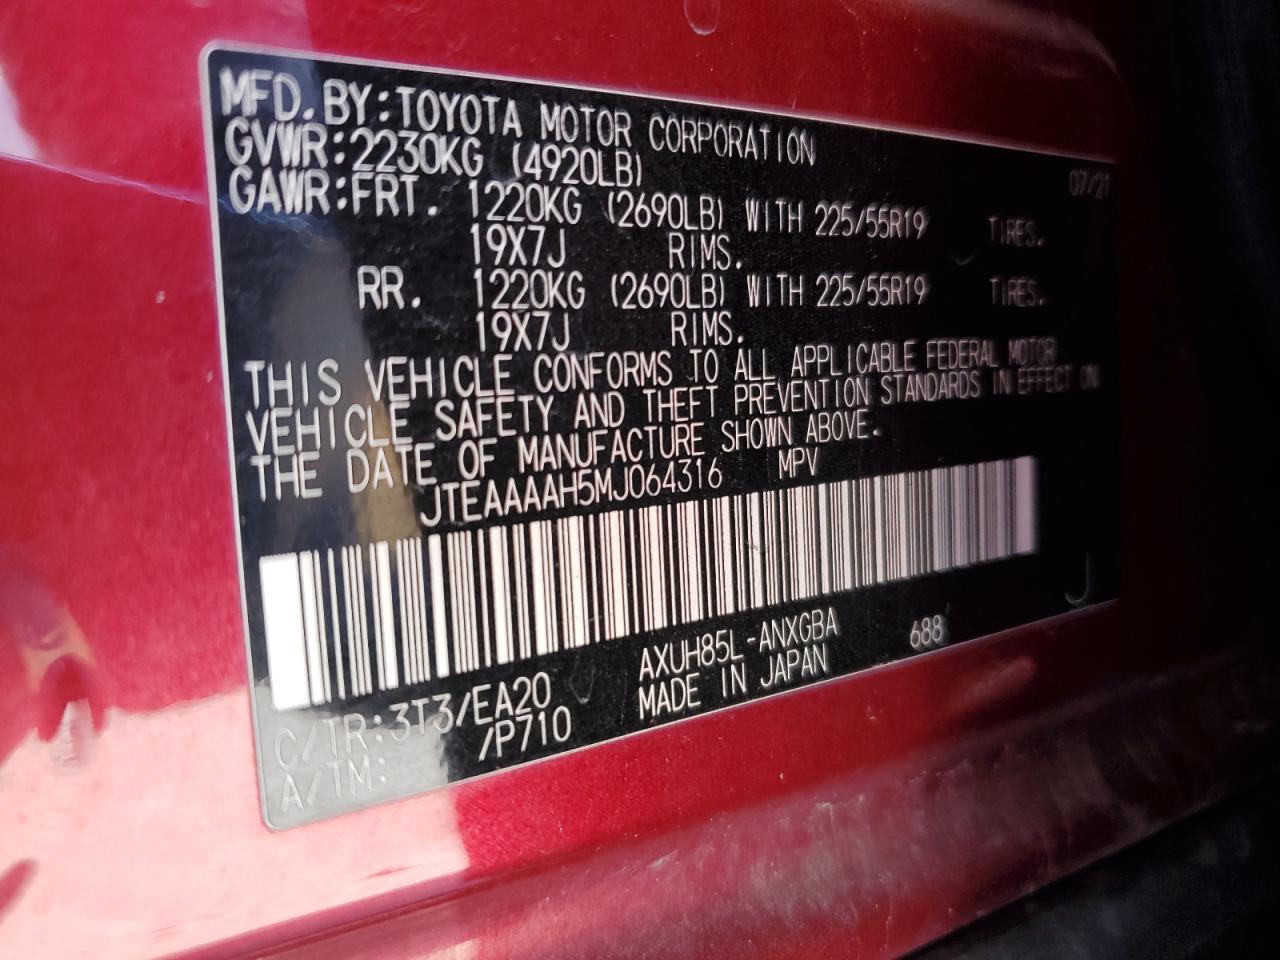 MFD.BY:TOYOTA MOTOR CORPORATION 07/21
GVWR:2230KG (4920LB)
GAWR:FRT. 1220KG (2690LB) WITH 225/55R19 TIRES.
19X7J RIMS.
RR. 1220KG (2690LB) WITH 225/55R19 TIRES.
19X7J RIMS.
THIS VEHICLE CONFORMS TO ALL APPLICABLE FEDERAL MOTOR
VEHICLE SAFETY AND THEFT PREVENTION STANDARDS IN EFFECT ON
THE DATE OF MANUFACTURE SHOWN ABOVE.
JTEAAAAH5MJ064316 MPV
C/TR:3T3/EA20 AXUH85L-ANXGBA 688
A/TM: /P710 MADE IN JAPAN
J